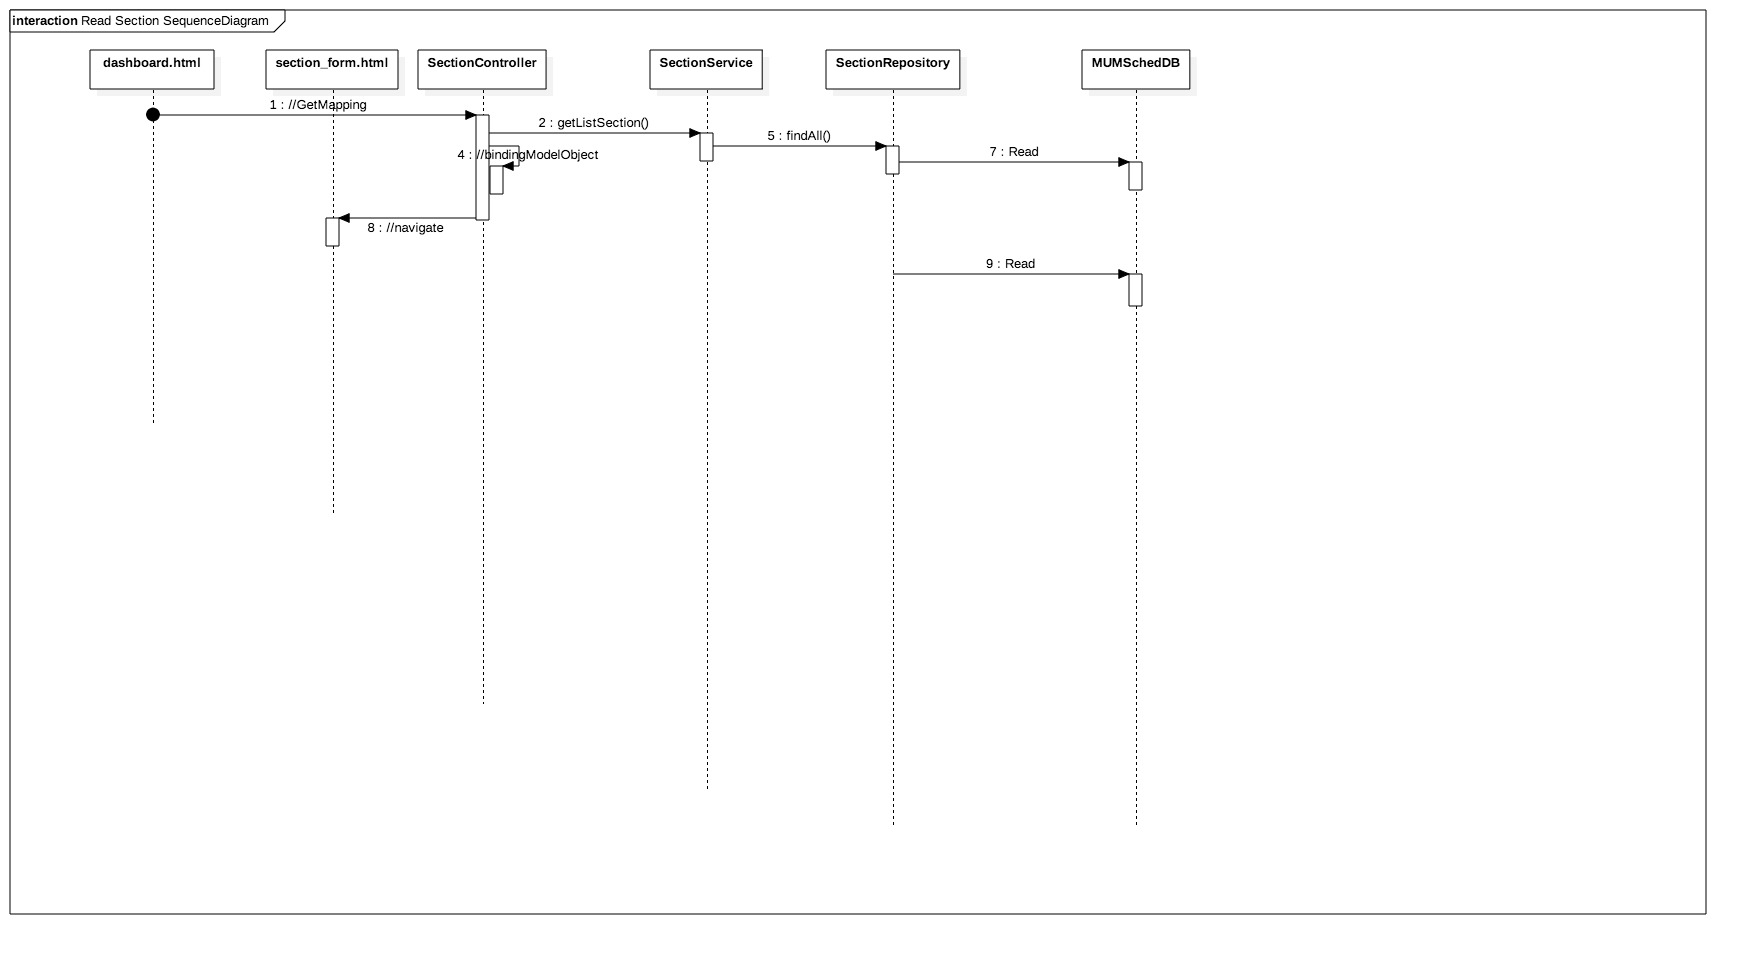 interaction Read Section SequenceDiagram
dashboard.html
section_form.html
SectionController
SectionService
SectionRepository
MUMSchedDB
1 : //GetMapping
2 : getListSection()
5 : findAll()
4 : //bindingModelObject
7 : Read
8 : //navigate
9 : Read